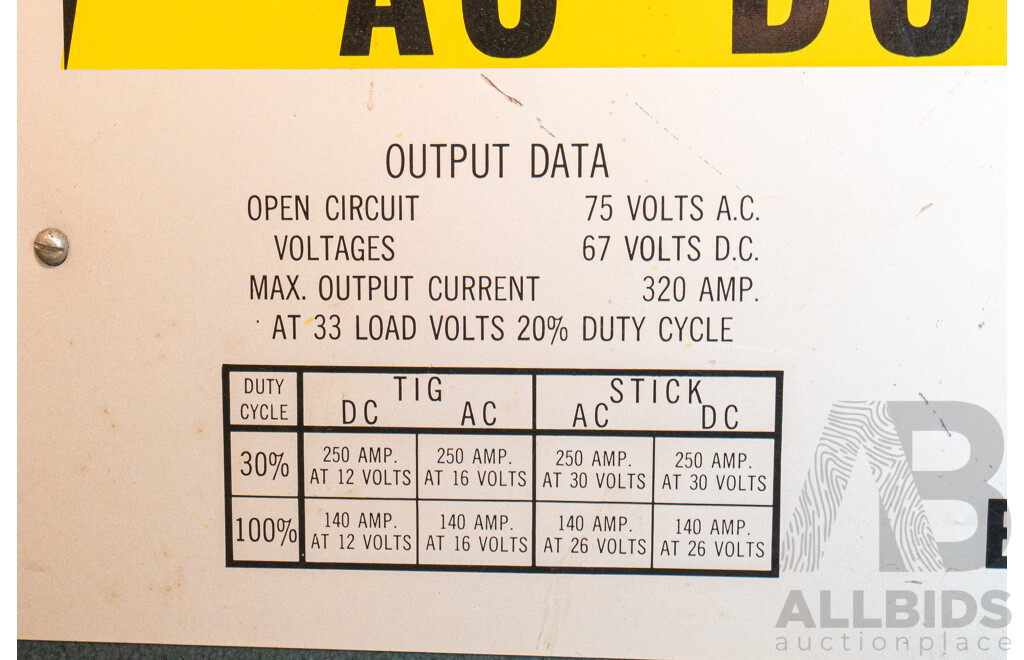 AC DC
OUTPUT DATA
OPEN CIRCUIT 75 VOLTS A.C.
VOLTAGES 67 VOLTS D.C.
MAX. OUTPUT CURRENT 320 AMP.
AT 33 LOAD VOLTS 20% DUTY CYCLE
DUTY CYCLE
TIG STICK
DC AC AC DC
30%
250 AMP. 250 AMP. 250 AMP. 250 AMP.
AT 12 VOLTS AT 16 VOLTS AT 30 VOLTS AT 30 VOLTS
100%
140 AMP. 140 AMP. 140 AMP. 140 AMP.
AT 12 VOLTS AT 16 VOLTS AT 26 VOLTS AT 26 VOLTS
AB
ALLBIDS
auctionplace